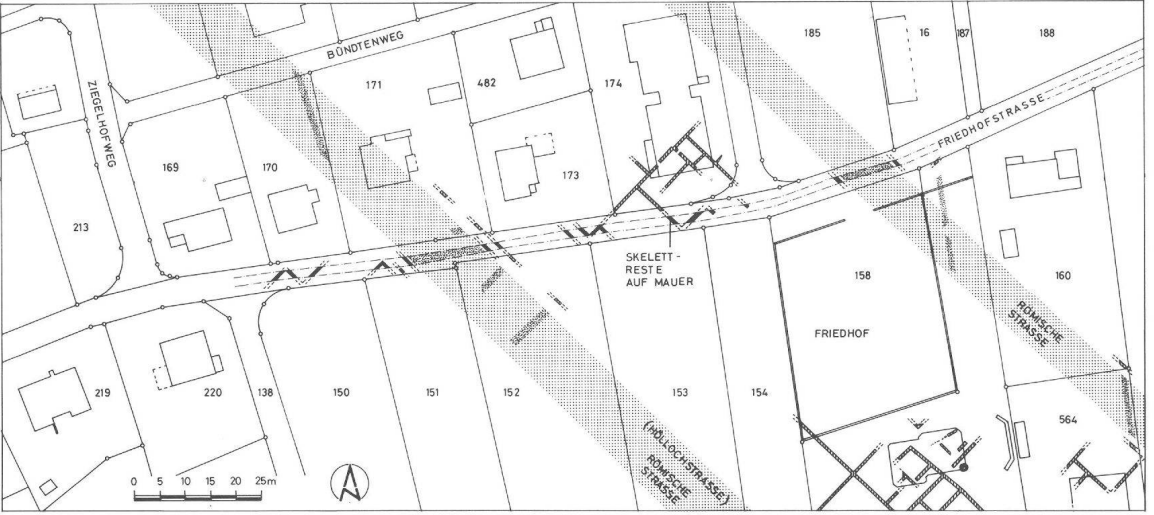 BÜNDTENWEG
ZIEGELHOFWEG
FRIEDHOFSTRASSE
185
16
187
188
171
482
174
169
170
173
213
SKELETT-
RESTE
AUF MAUER
158
160
FRIEDHOF
RÖMISCHE
STRASSE
219
220
138
150
151
152
153
154
564
(HÖLLOCHSTRASSE)
RÖMISCHE
STRASSE
0 5 10 15 20 25m
N